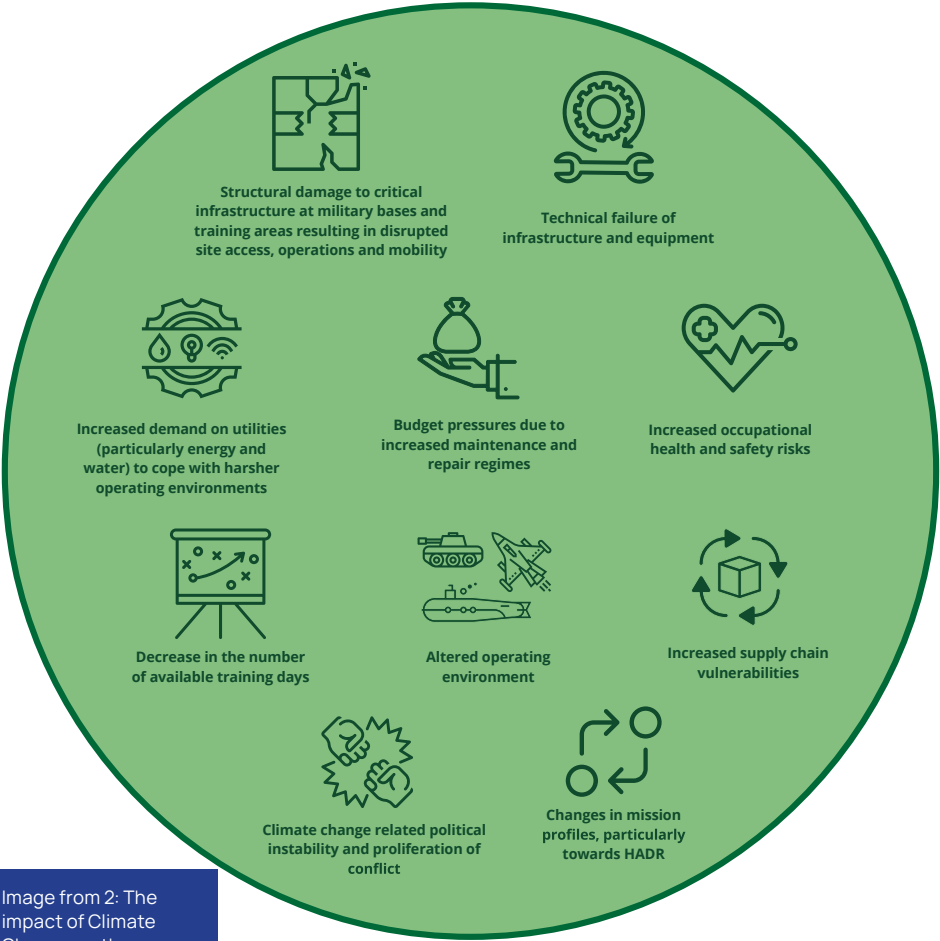 Structural damage to critical
infrastructure at military bases and
training areas resulting in disrupted
site access, operations and mobility
Technical failure of
infrastructure and equipment
Increased demand on utilities
(particularly energy and
water) to cope with harsher
operating environments
Budget pressures due to
increased maintenance and
repair regimes
Increased occupational
health and safety risks
Decrease in the number
of available training days
Altered operating
environment
Increased supply chain
vulnerabilities
Climate change related political
instability and proliferation of
conflict
Changes in mission
profiles, particularly
towards HADR
Image from 2: The
impact of Climate